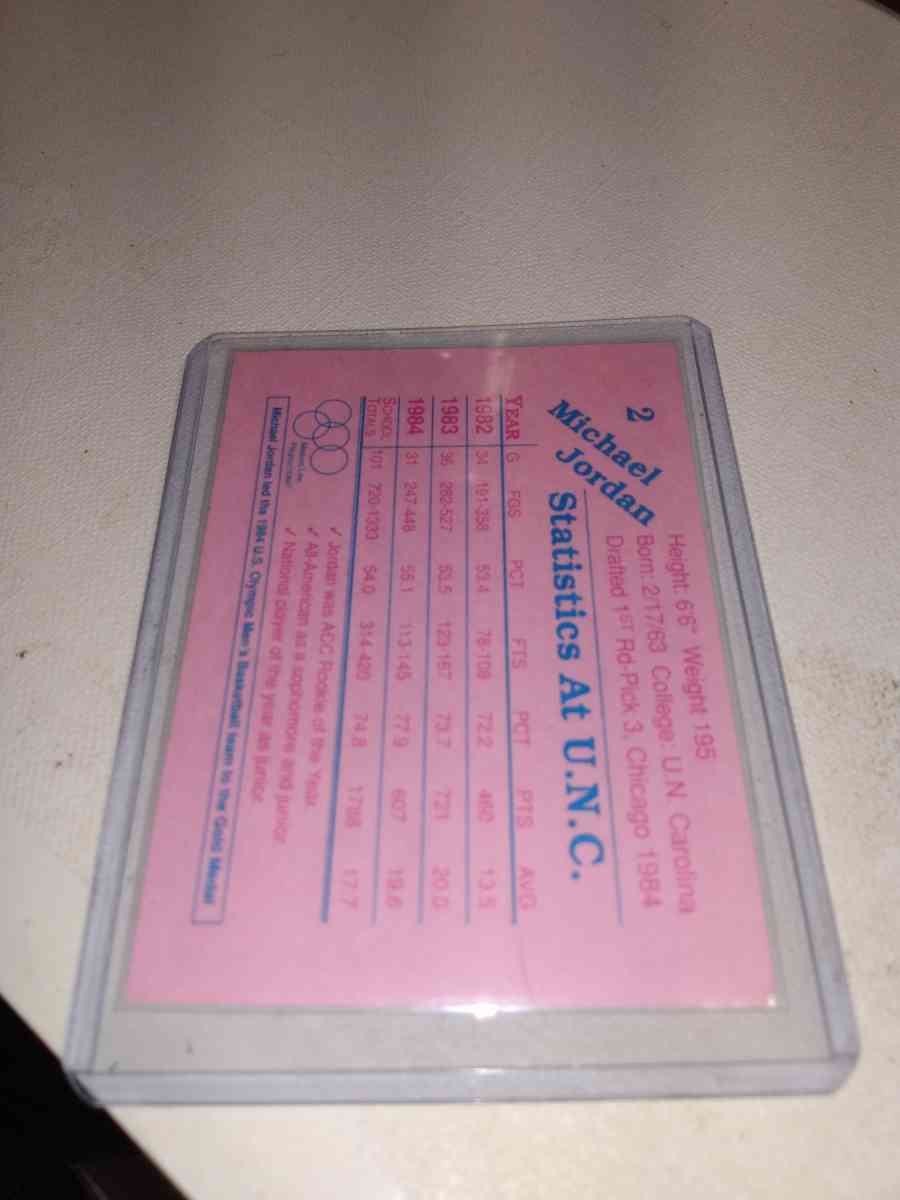 2
Michael
Jordan
Height: 6'6" Weight 195
Born: 2/17/63 College: U.N. Carolina
Drafted 1ST Rd-Pick 3, Chicago 1984
Statistics At U.N.C.
YEAR G FGS PCT FTS PCT PTS AVG
1982 34 191-358 53.4 78-108 72.2 460 13.5
1983 36 282-527 53.5 123-167 73.7 721 20.0
1984 31 247-448 55.1 113-145 77.9 607 19.6
SCHOOL
TOTALS 101 720-1333 54.0 314-420 74.8 1788 17.7
✓ Jordan was ACC Rookie of the Year.
✓ All-American as a sophomore and junior.
✓ National player of the year as junior.
Michael Jordan led the 1984 U.S. Olympic Men's Basketball team to the Gold Medal